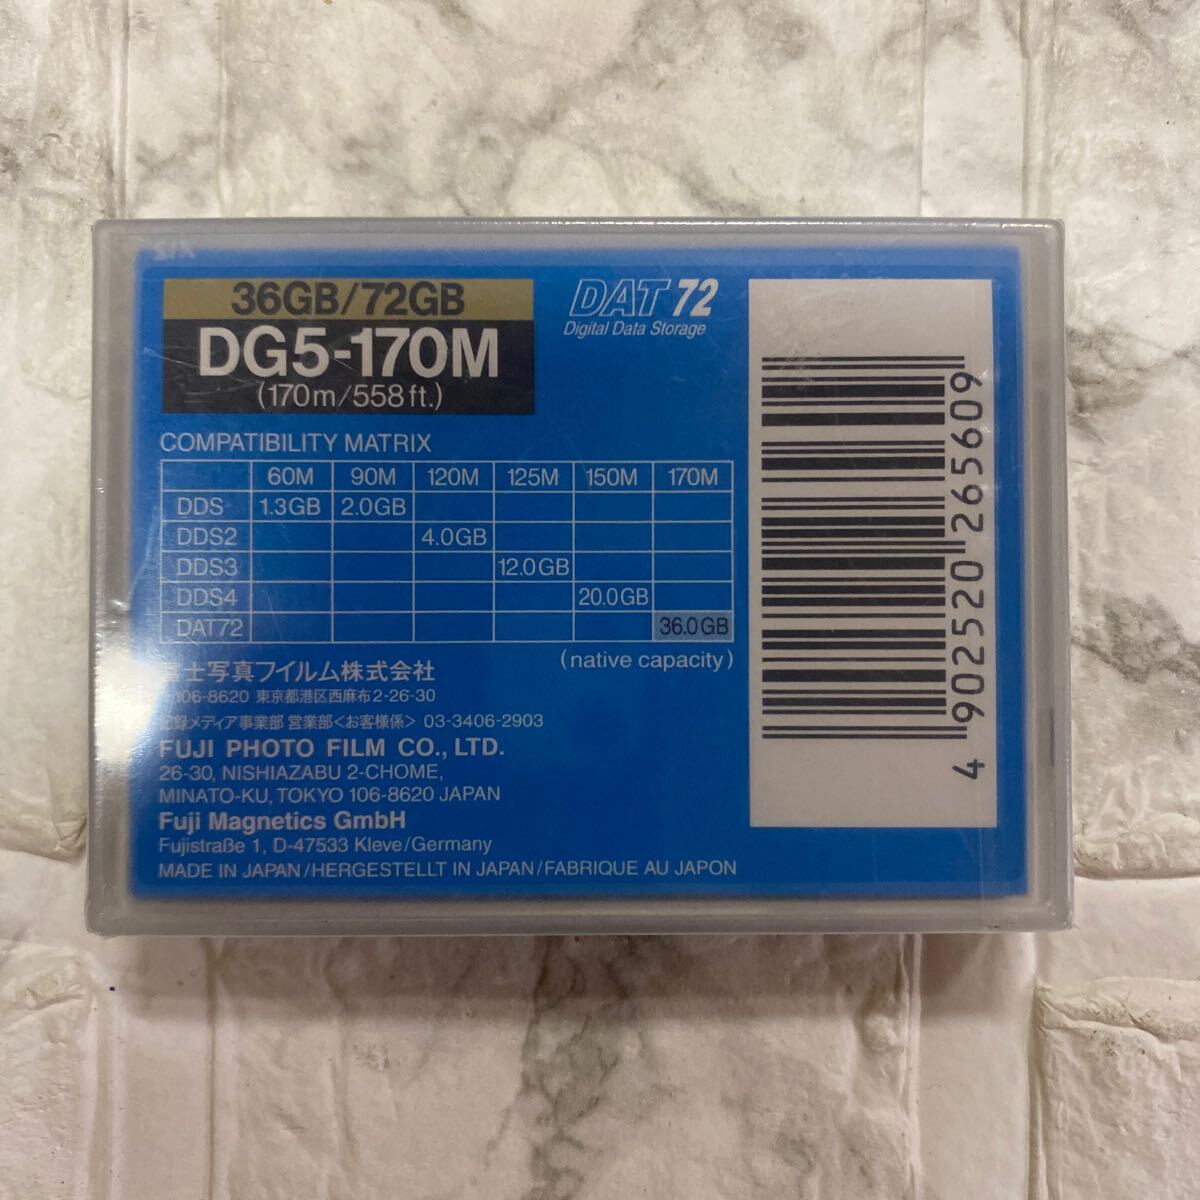 36GB/72GB
DG5-170M
(170m/558ft.)
DAT 72
Digital Data Storage
COMPATIBILITY MATRIX
60M 90M 120M 125M 150M 170M
DDS 1.3GB 2.0GB
DDS2 4.0GB
DDS3 12.0GB
DDS4 20.0GB
DAT72 36.0GB
(native capacity)
富士写真フイルム株式会社
106-8620 東京都港区西麻布2-26-30
記録メディア事業部 営業部<お客様係> 03-3406-2903
FUJI PHOTO FILM CO., LTD.
26-30, NISHIAZABU 2-CHOME,
MINATO-KU, TOKYO 106-8620 JAPAN
Fuji Magnetics GmbH
Fujistraße 1, D-47533 Kleve/Germany
MADE IN JAPAN/HERGESTELLT IN JAPAN/FABRIQUE AU JAPON
4 902520 265609